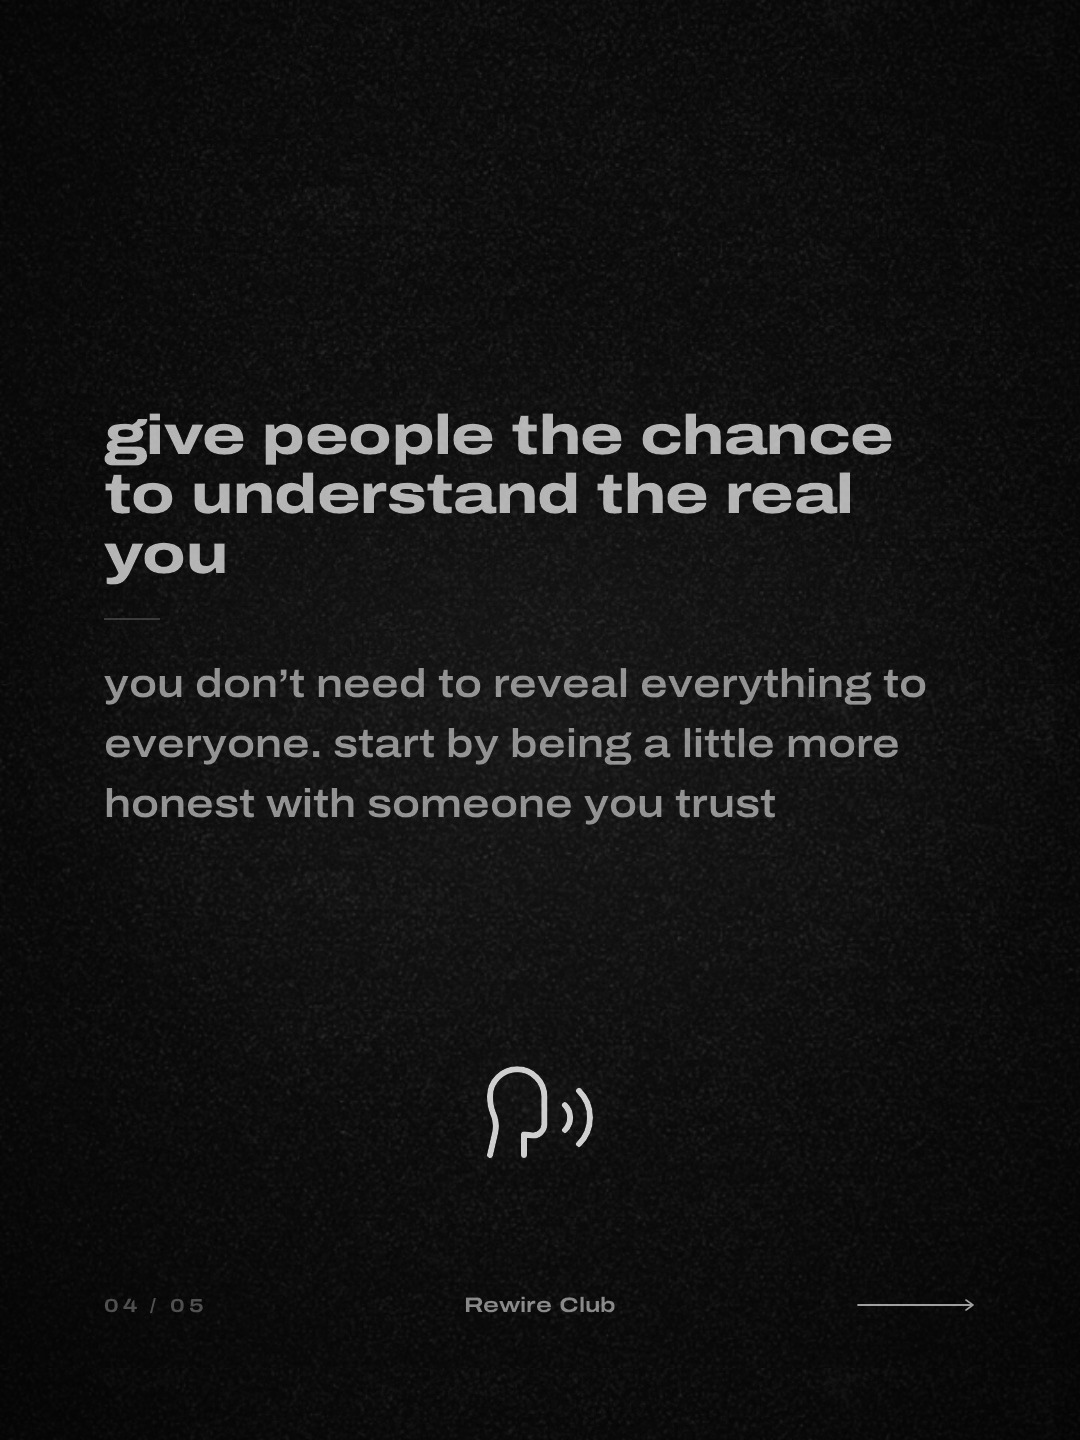 give people the chance
to understand the real
you
you don’t need to reveal everything to
everyone. start by being a little more
honest with someone you trust
04 / 05
Rewire Club